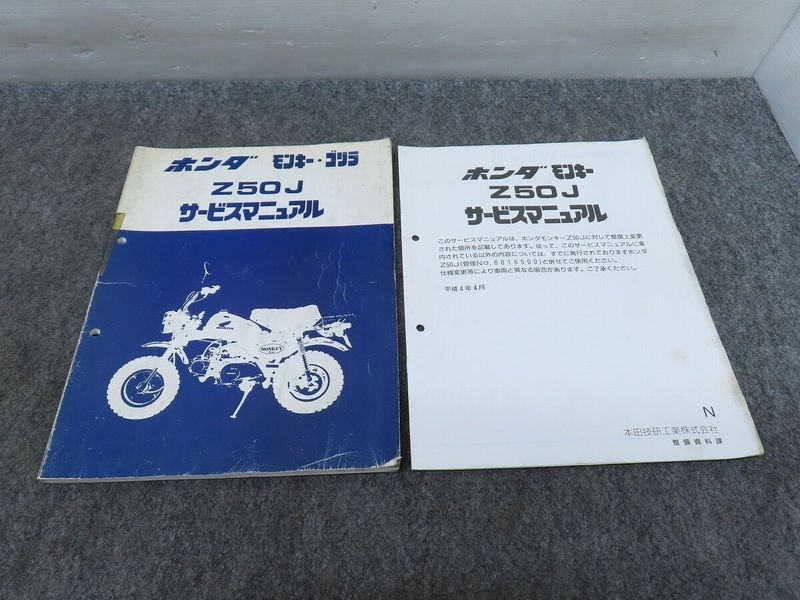 ホンダ モンキー・ゴリラ
Z50J
サービスマニュアル
HONDA
MONKEY
ホンダ モンキー
Z50J
サービスマニュアル
このサービスマニュアルは、ホンダモンキーZ50Jに対して整備上変更
された個所を記載してあります。従って、このサービスマニュアルに案
内されている以外の内容については、すでに発行されておりますホンダ
Z50J(管理NO.6016500)と併せてご使用ください。
仕様変更等により車両と異なる場合があります。ご了承ください。
平成4年4月
N
本田技研工業株式会社
整備資料課